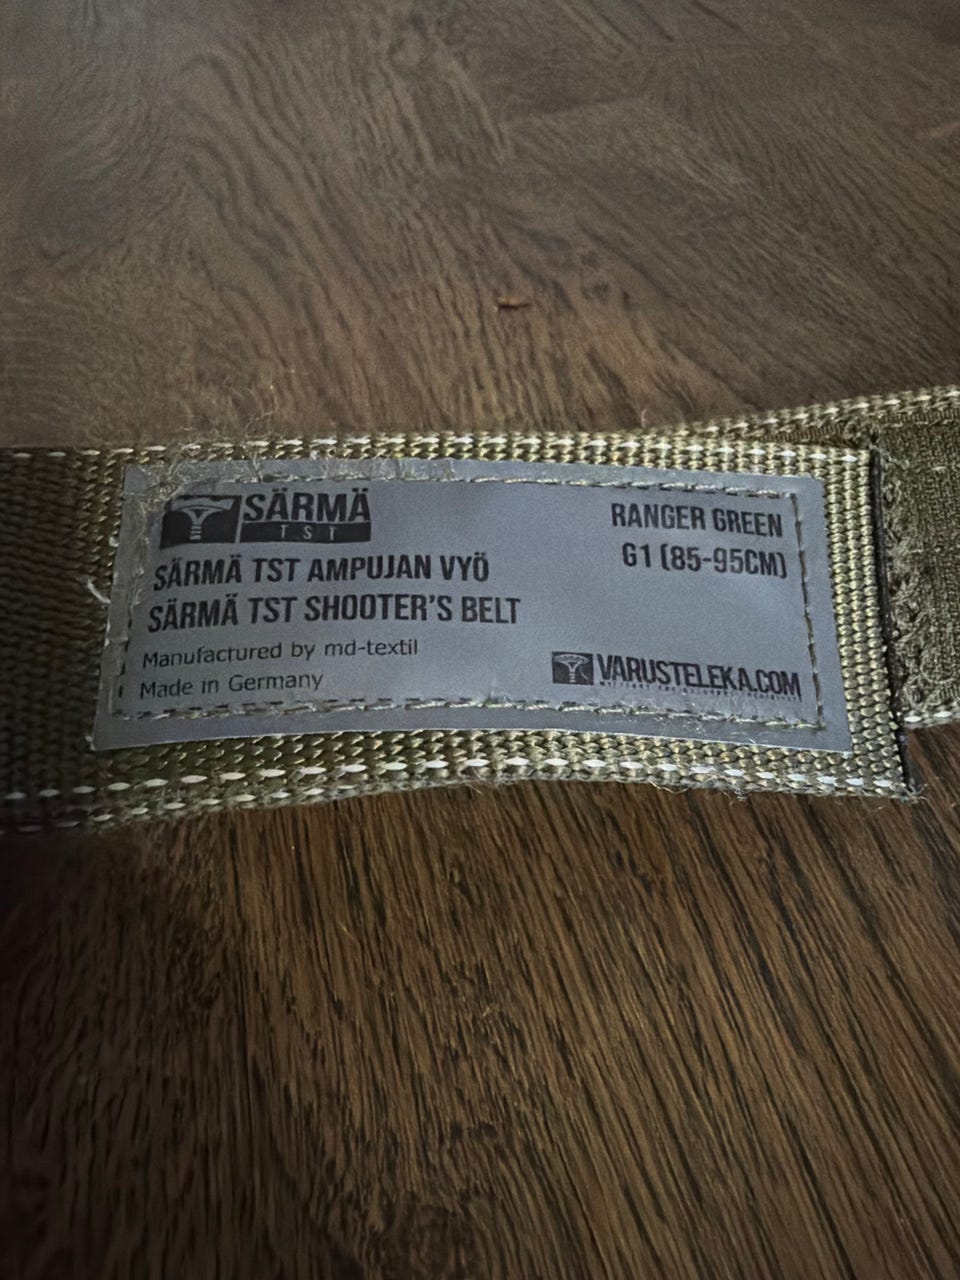 SÄRMÄ
TST
SÄRMÄ TST AMPUJAN VYÖ
SÄRMÄ TST SHOOTER'S BELT
Manufactured by md-textil
Made in Germany
RANGER GREEN
G1 (85-95CM)
VARUSTELEKA.COM